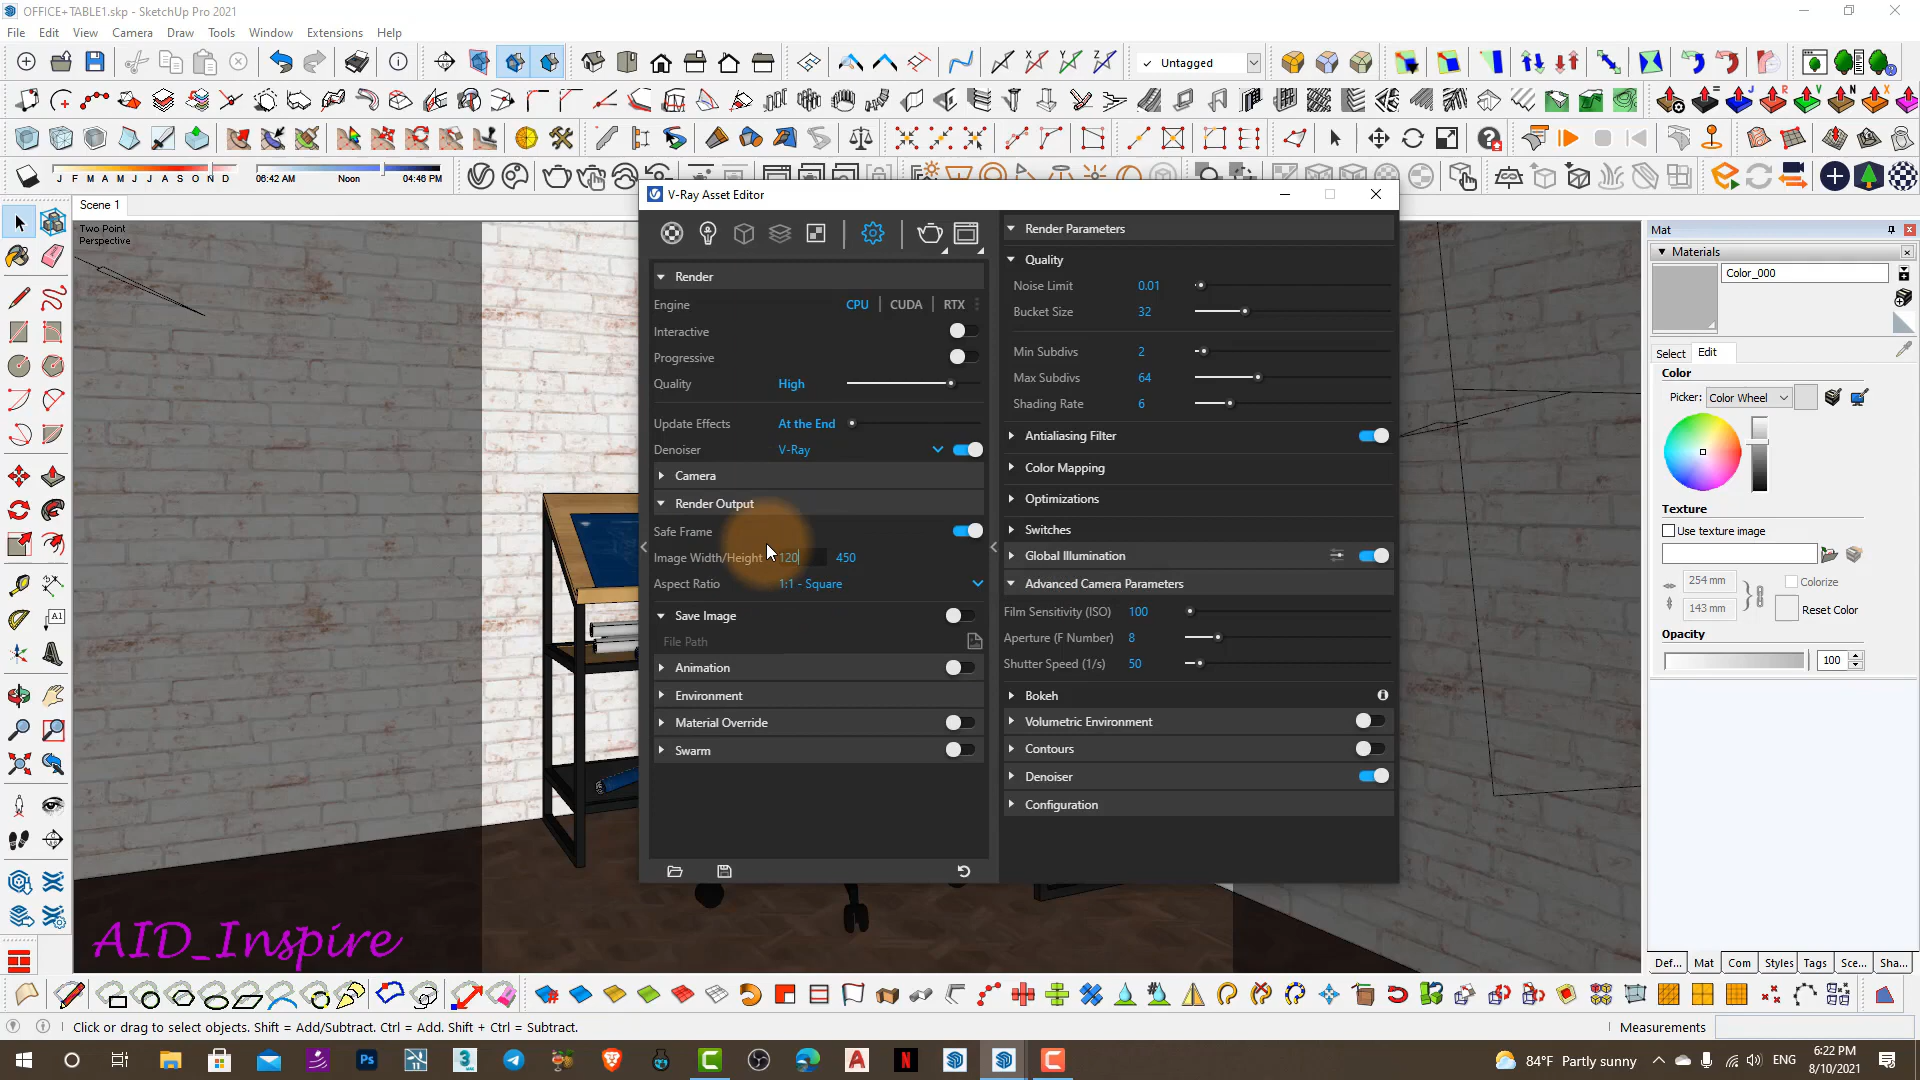 OFFICE+TABLE1.skp - SketchUp Pro 2021
File Edit View Camera Draw Tools Window Extensions Help
Untagged
J F M A M J J A S O N D
06:42 AM Noon 04:46 PM
Scene 1
Two Point
Perspective
V-Ray Asset Editor
Render
Engine CPU CUDA RTX
Interactive
Progressive
Quality High
Update Effects At the End
Denoiser V-Ray
Camera
Render Output
Safe Frame
Image Width/Height 120 450
Aspect Ratio 1:1 - Square
Save Image
File Path
Animation
Environment
Material Override
Swarm
Render Parameters
Quality
Noise Limit 0.01
Bucket Size 32
Min Subdivs 2
Max Subdivs 64
Shading Rate 6
Antialiasing Filter
Color Mapping
Optimizations
Switches
Global Illumination
Advanced Camera Parameters
Film Sensitivity (ISO) 100
Aperture (F Number) 8
Shutter Speed (1/s) 50
Bokeh
Volumetric Environment
Contours
Denoiser
Configuration
Mat
Materials
Color_000
Select Edit
Color
Picker: Color Wheel
Texture
Use texture image
254 mm
Colorize
143 mm
Reset Color
Opacity
100
Def... Mat Com Styles Tags Sce... Sha...
AID_Inspire
Click or drag to select objects. Shift = Add/Subtract. Ctrl = Add. Shift + Ctrl = Subtract.
Measurements
84°F Partly sunny
ENG
6:22 PM
8/10/2021